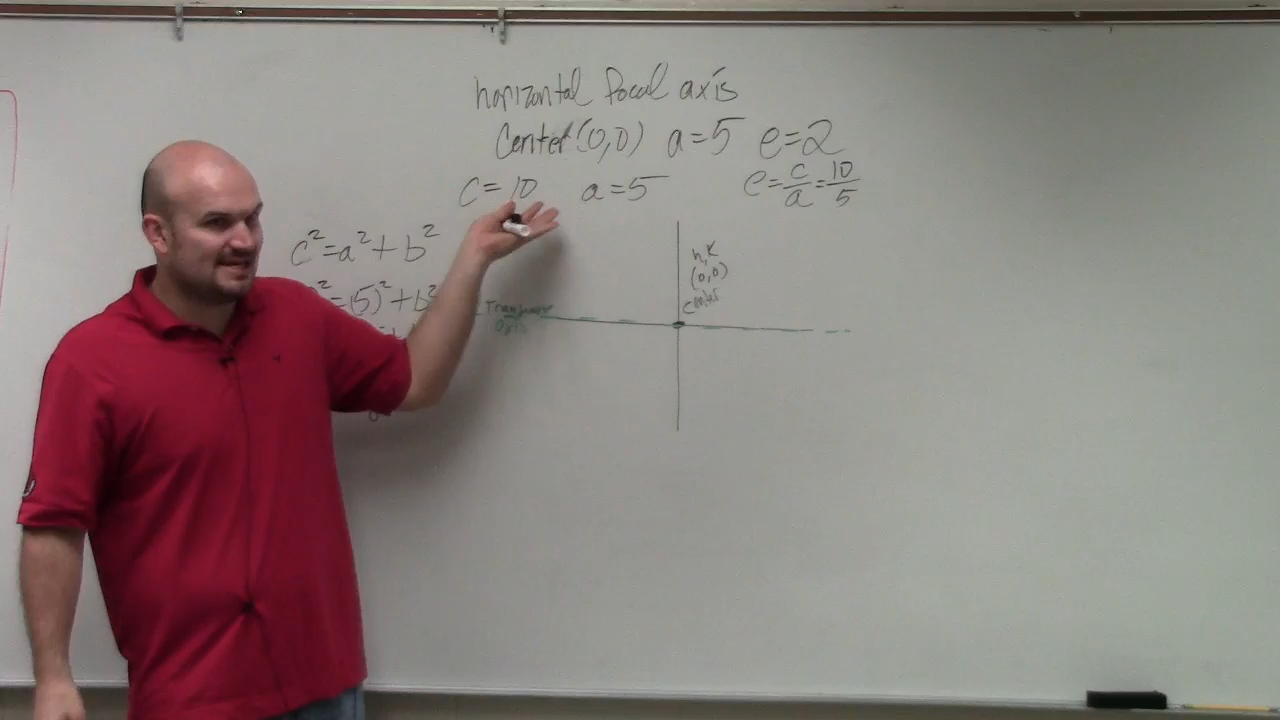 horizontal focal axis
Center (0,0) a=5 e=2
c=10 a=5 e=c/a=10/5
c²=a²+b²
²=(5)²+b²
h,k
(0,0)
center
Transverse
axis